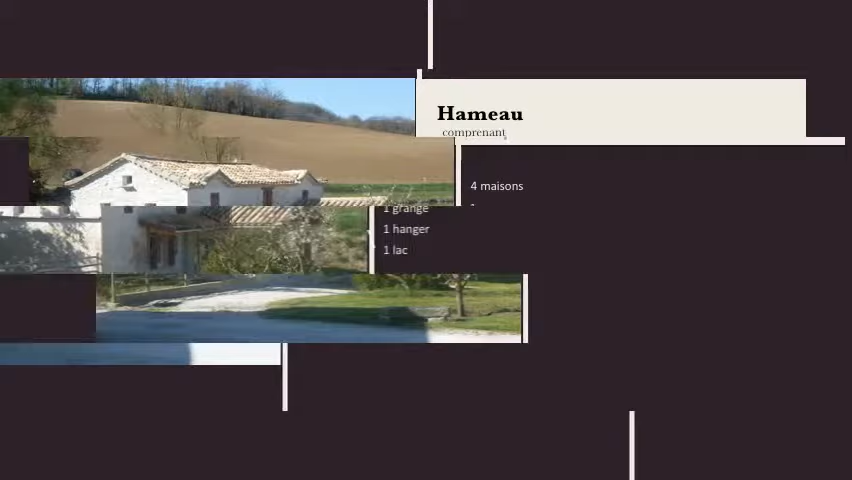 Hameau
comprenant
4 maisons
1 grange
1 hanger
1 lac